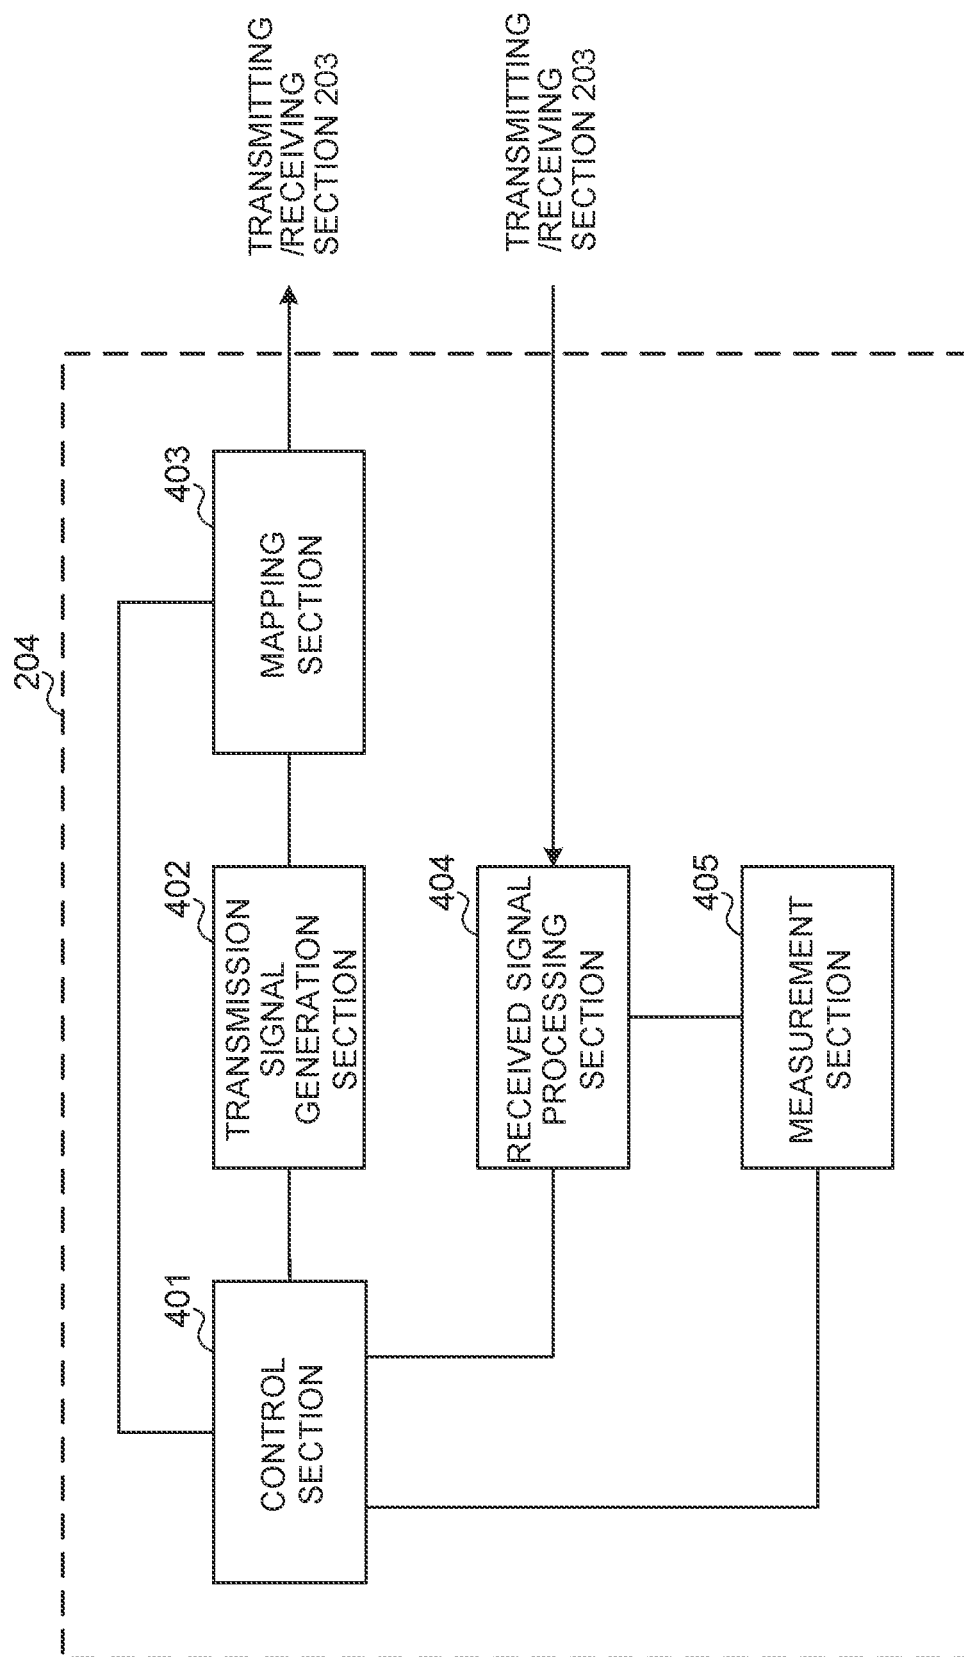 204
401
CONTROL
SECTION
402
TRANSMISSION
SIGNAL
GENERATION
SECTION
403
MAPPING
SECTION
TRANSMITTING
/RECEIVING
SECTION 203
404
RECEIVED SIGNAL
PROCESSING
SECTION
TRANSMITTING
/RECEIVING
SECTION 203
405
MEASUREMENT
SECTION